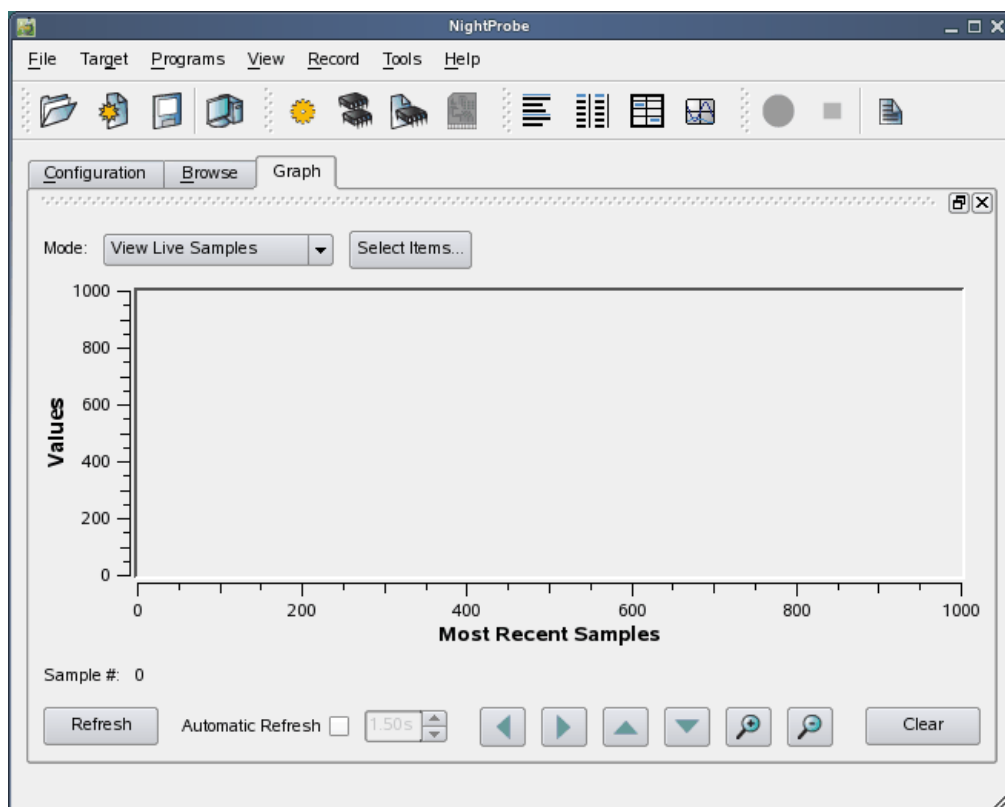 NightProbe
File Target Programs View Record Tools Help
Configuration Browse Graph
Mode: View Live Samples Select Items...
1000
800
600
400
200
0
Values
0 200 400 600 800 1000
Most Recent Samples
Sample #: 0
Refresh Automatic Refresh 1.50s Clear